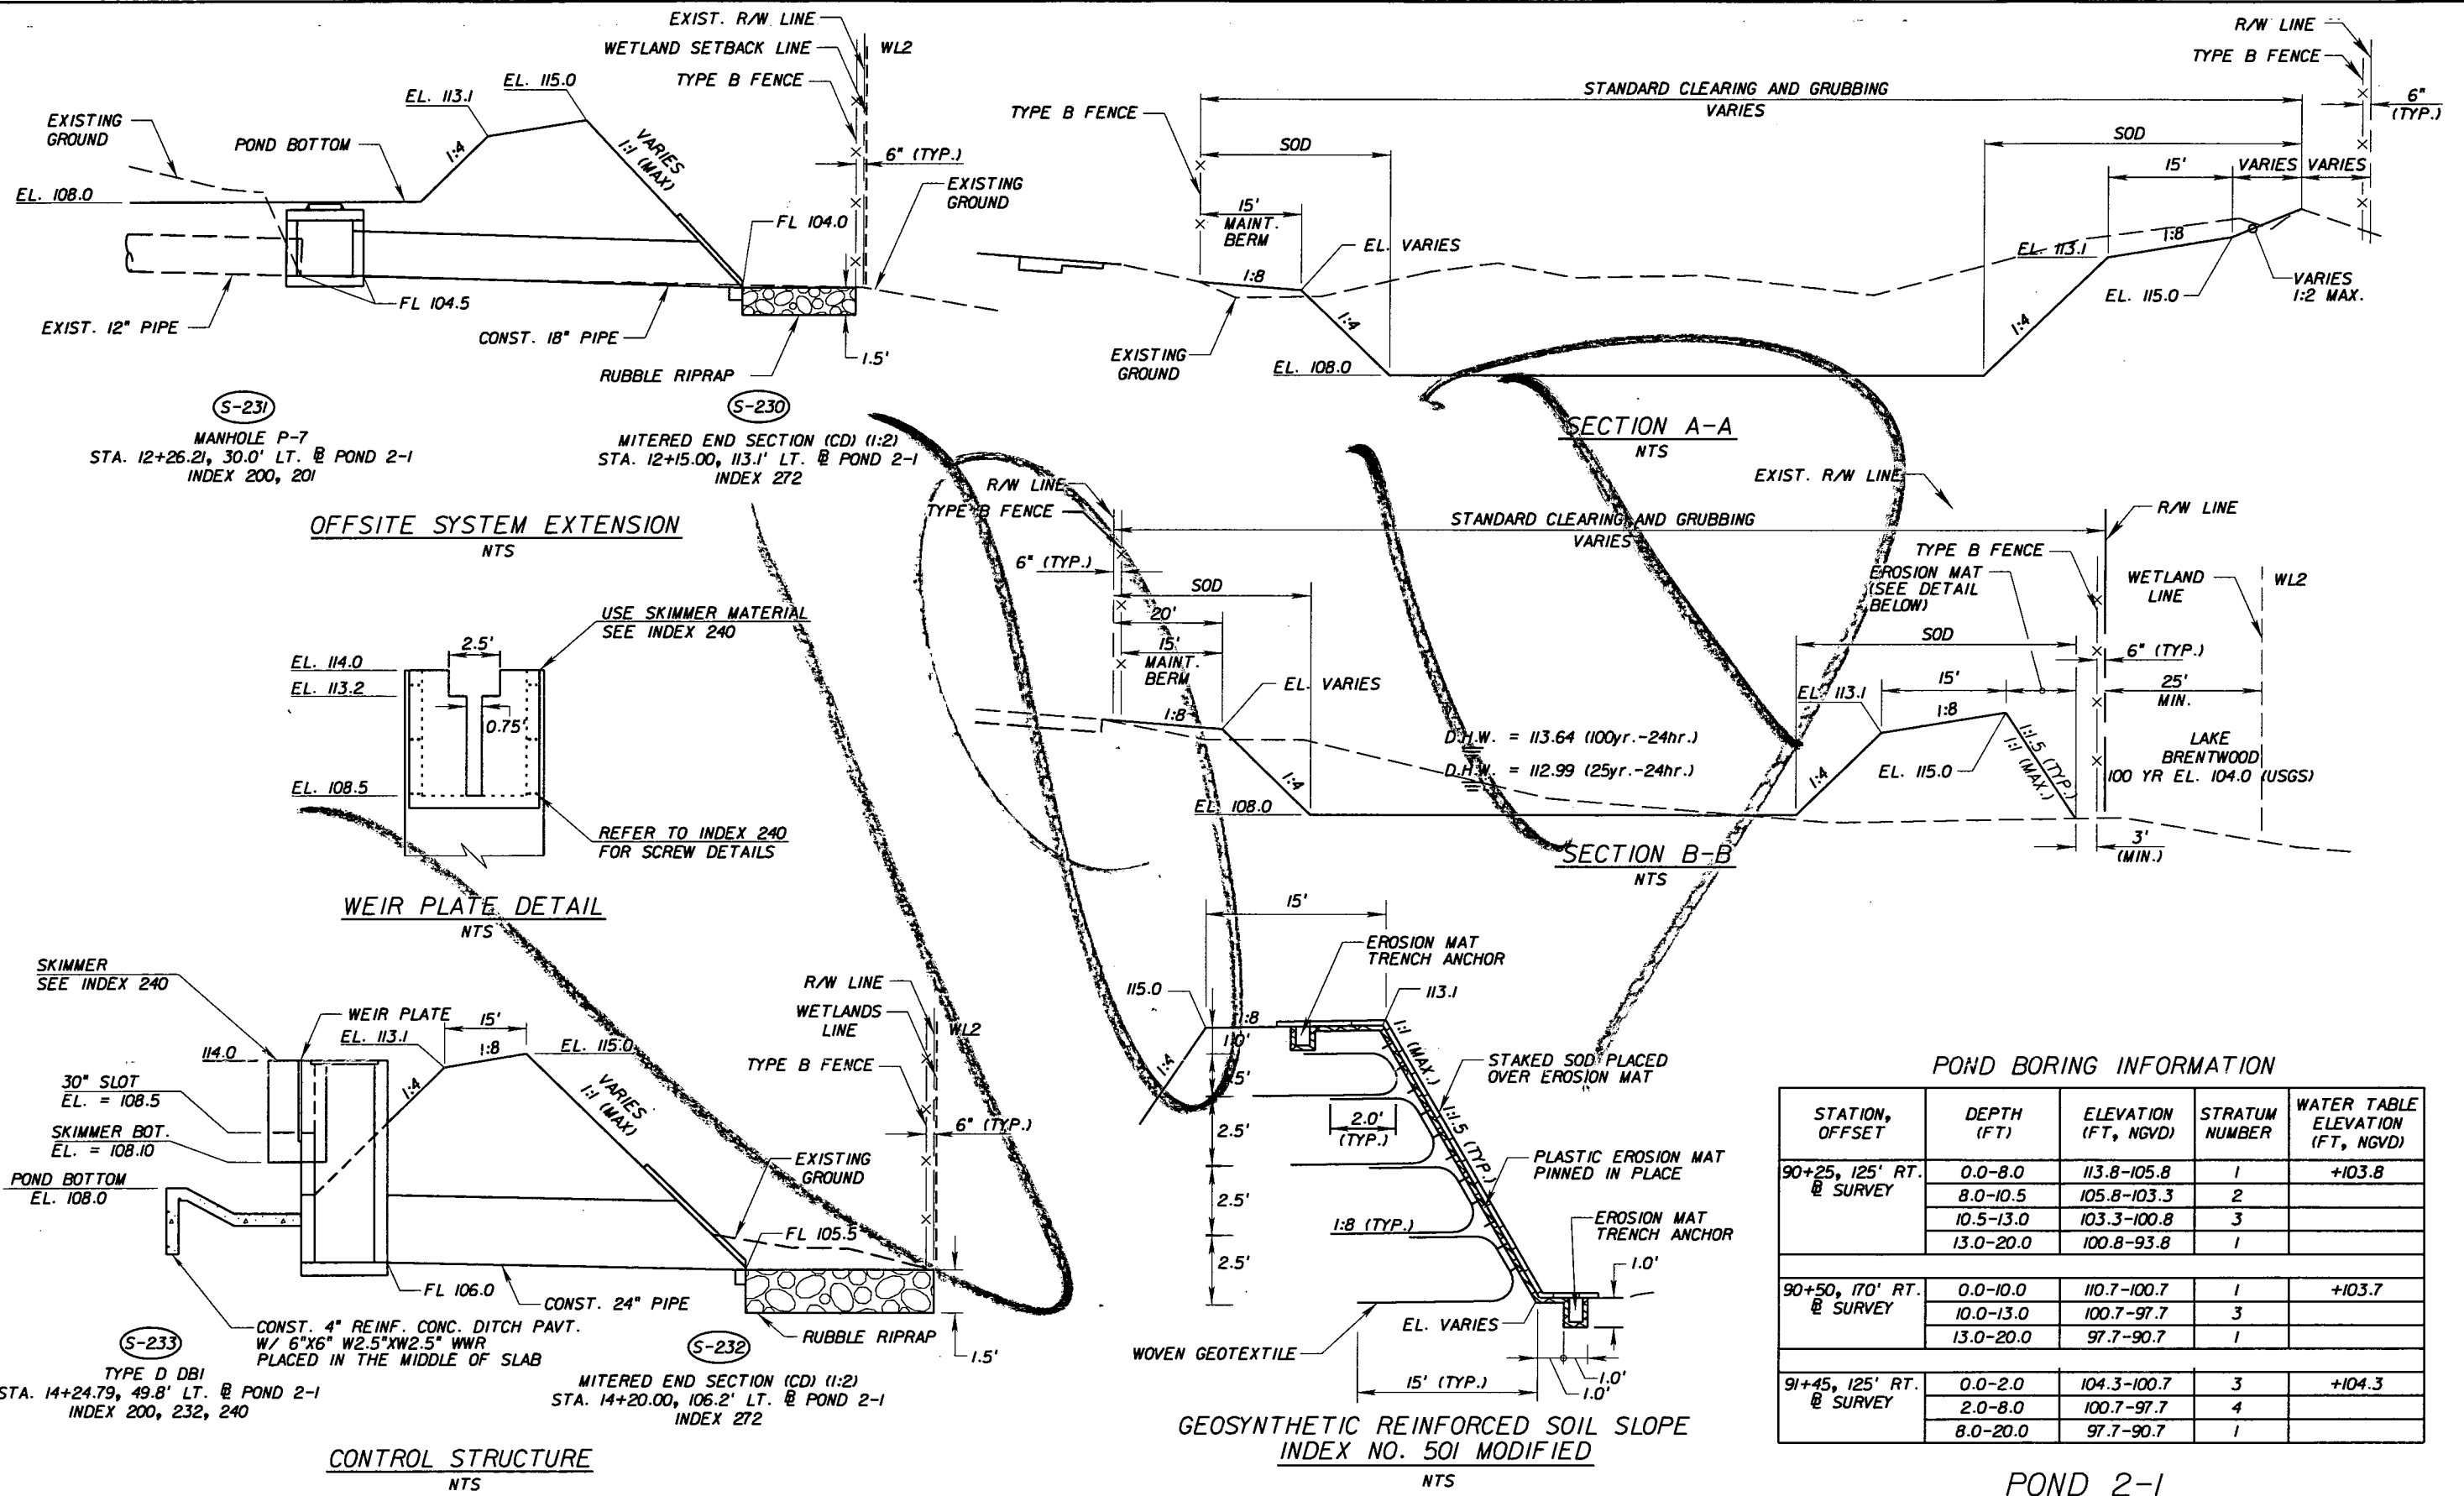 EXIST. R/W LINE
WETLAND SETBACK LINE
WL2
TYPE B FENCE
EL. 115.0
EL. 113.1
EXISTING
GROUND
POND BOTTOM
1:4
VARIES
1:1 (MAX)
6" (TYP.)
EXISTING
GROUND
EL. 108.0
FL 104.0
FL 104.5
EXIST. 12" PIPE
CONST. 18" PIPE
1.5'
RUBBLE RIPRAP
S-231
MANHOLE P-7
STA. 12+26.21, 30.0' LT. ℄ POND 2-1
INDEX 200, 201
S-230
MITERED END SECTION (CD) (1:2)
STA. 12+15.00, 113.1' LT. ℄ POND 2-1
INDEX 272
OFFSITE SYSTEM EXTENSION
NTS
R/W LINE
TYPE B FENCE
STANDARD CLEARING AND GRUBBING
VARIES
6"
(TYP.)
TYPE B FENCE
SOD
SOD
15'
VARIES
VARIES
15'
MAINT.
BERM
EL. VARIES
1:8
EL. 113.1
1:8
VARIES
1:2 MAX.
EL. 115.0
1:4
1:4
EXISTING
GROUND
EL. 108.0
SECTION A-A
NTS
EXIST. R/W LINE
R/W LINE
R/W LINE
TYPE B FENCE
STANDARD CLEARING AND GRUBBING
VARIES
TYPE B FENCE
6" (TYP.)
EROSION MAT
(SEE DETAIL
BELOW)
WETLAND
LINE
WL2
SOD
SOD
20'
15'
MAINT.
BERM
6" (TYP.)
EL. VARIES
EL. 113.1
15'
25'
MIN.
1:8
1:8
D.H.W. = 113.64 (100yr.-24hr.)
D.H.W. = 112.99 (25yr.-24hr.)
1:4
1:4
EL. 115.0
1:1.5 (TYP.)
1:1 (MAX.)
LAKE
BRENTWOOD
100 YR EL. 104.0 (USGS)
EL. 108.0
3'
(MIN.)
SECTION B-B
NTS
USE SKIMMER MATERIAL
SEE INDEX 240
2.5'
EL. 114.0
EL. 113.2
0.75'
EL. 108.5
REFER TO INDEX 240
FOR SCREW DETAILS
WEIR PLATE DETAIL
NTS
SKIMMER
SEE INDEX 240
WEIR PLATE
EL. 113.1
15'
1:8
EL. 115.0
114.0
30" SLOT
EL. = 108.5
SKIMMER BOT.
EL. = 108.10
POND BOTTOM
EL. 108.0
1:4
VARIES
1:1 (MAX)
R/W LINE
WETLANDS
LINE
WL2
TYPE B FENCE
6" (TYP.)
EXISTING
GROUND
FL 105.5
FL 106.0
CONST. 24" PIPE
CONST. 4" REINF. CONC. DITCH PAVT.
W/ 6"X6" W2.5"XW2.5" WWR
PLACED IN THE MIDDLE OF SLAB
RUBBLE RIPRAP
1.5'
S-233
TYPE D DBI
STA. 14+24.79, 49.8' LT. ℄ POND 2-1
INDEX 200, 232, 240
S-232
MITERED END SECTION (CD) (1:2)
STA. 14+20.00, 106.2' LT. ℄ POND 2-1
INDEX 272
CONTROL STRUCTURE
NTS
15'
EROSION MAT
TRENCH ANCHOR
115.0
113.1
1:8
1.0'
1:4
1:1 (MAX.)
STAKED SOD PLACED
OVER EROSION MAT
2.0'
(TYP.)
1:1.5 (TYP.)
2.5'
2.5'
2.5'
PLASTIC EROSION MAT
PINNED IN PLACE
1:8 (TYP.)
EROSION MAT
TRENCH ANCHOR
1.0'
EL. VARIES
WOVEN GEOTEXTILE
1.0'
1.0'
15' (TYP.)
GEOSYNTHETIC REINFORCED SOIL SLOPE
INDEX NO. 501 MODIFIED
NTS
POND BORING INFORMATION
STATION, OFFSET DEPTH (FT) ELEVATION (FT, NGVD) STRATUM NUMBER WATER TABLE ELEVATION (FT, NGVD)
90+25, 125' RT. ℄ SURVEY 0.0-8.0 113.8-105.8 1 +103.8
8.0-10.5 105.8-103.3 2
10.5-13.0 103.3-100.8 3
13.0-20.0 100.8-93.8 1
90+50, 170' RT. ℄ SURVEY 0.0-10.0 110.7-100.7 1 +103.7
10.0-13.0 100.7-97.7 3
13.0-20.0 97.7-90.7 1
91+45, 125' RT. ℄ SURVEY 0.0-2.0 104.3-100.7 3 +104.3
2.0-8.0 100.7-97.7 4
8.0-20.0 97.7-90.7 1
POND 2-1